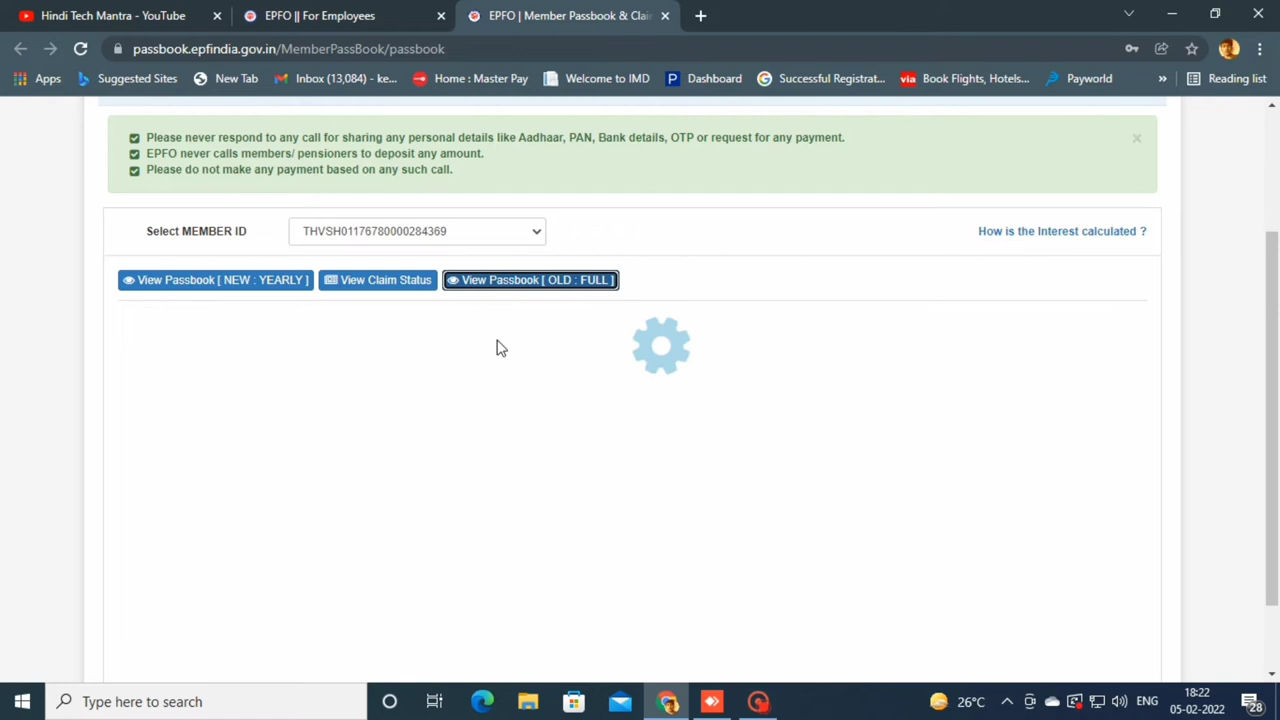 Hindi Tech Mantra - YouTube
EPFO || For Employees
EPFO | Member Passbook & Clai
passbook.epfindia.gov.in/MemberPassBook/passbook
Apps
Suggested Sites
New Tab
Inbox (13,084) - ke...
Home : Master Pay
Welcome to IMD
Dashboard
Successful Registrat...
via
Book Flights, Hotels...
Payworld
»
Reading list
Please never respond to any call for sharing any personal details like Aadhaar, PAN, Bank details, OTP or request for any payment.
EPFO never calls members/ pensioners to deposit any amount.
Please do not make any payment based on any such call.
Select MEMBER ID
THVSH01176780000284369
How is the Interest calculated ?
View Passbook [ NEW : YEARLY ]
View Claim Status
View Passbook [ OLD : FULL ]
Type here to search
26°C
ENG
18:22
05-02-2022
28